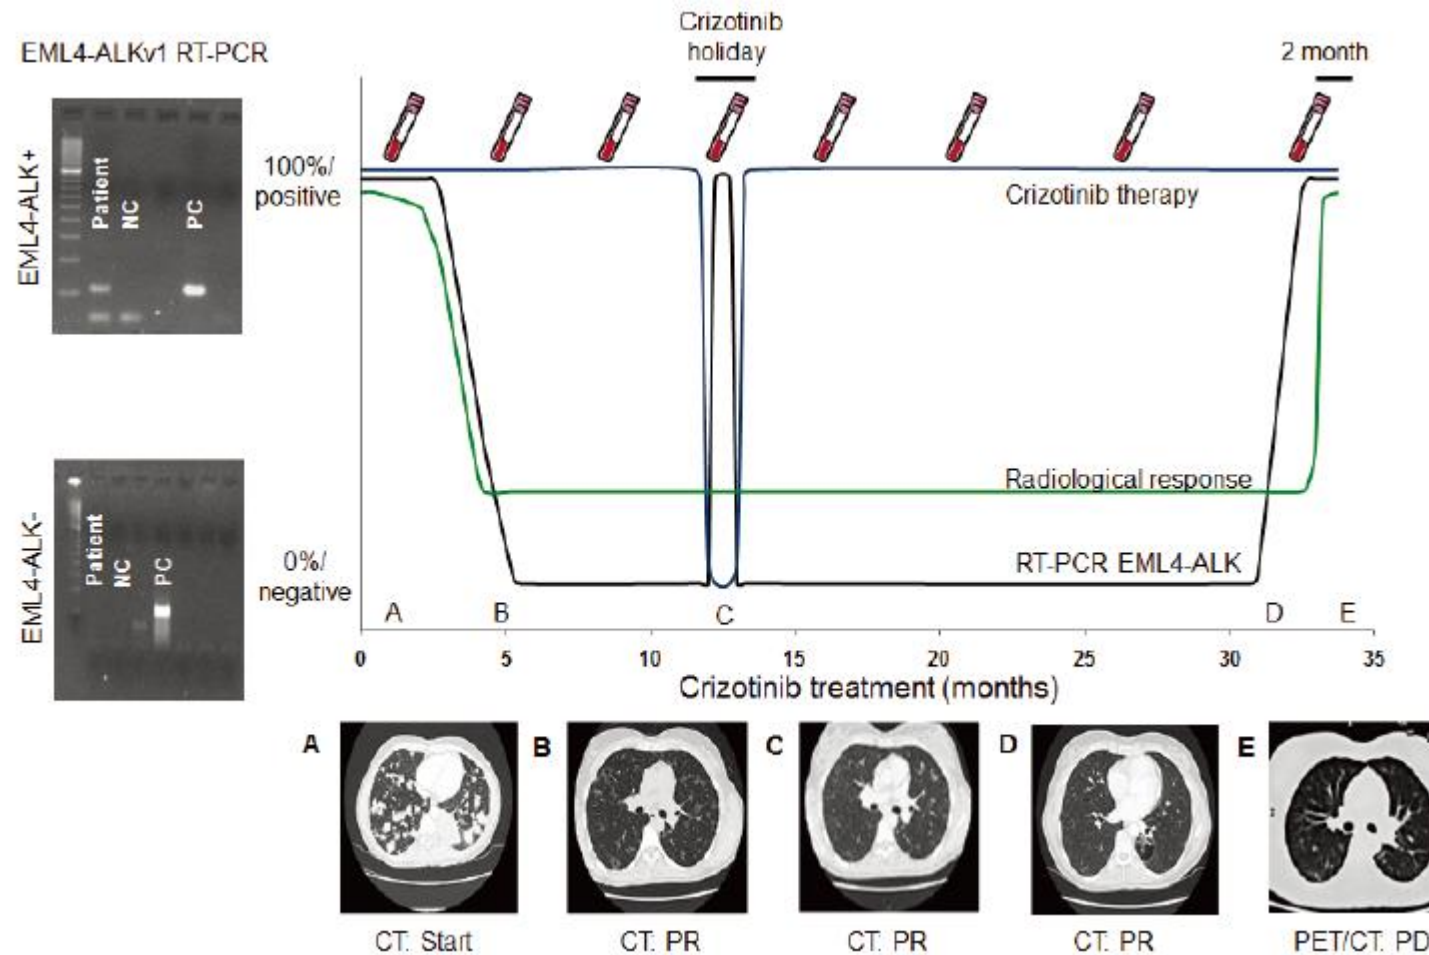 Crizotinib
holiday
2 month
EML4-ALKv1 RT-PCR
EML4-ALK+
Patient
NC
PC
100%/
positive
Crizotinib therapy
Radiological response
RT-PCR EML4-ALK
EML4-ALK-
Patient
NC
PC
0%/
negative
A B C D E
0 5 10 15 20 25 30 35
Crizotinib treatment (months)
A B C D E
CT: Start CT: PR CT: PR CT: PR PET/CT: PD